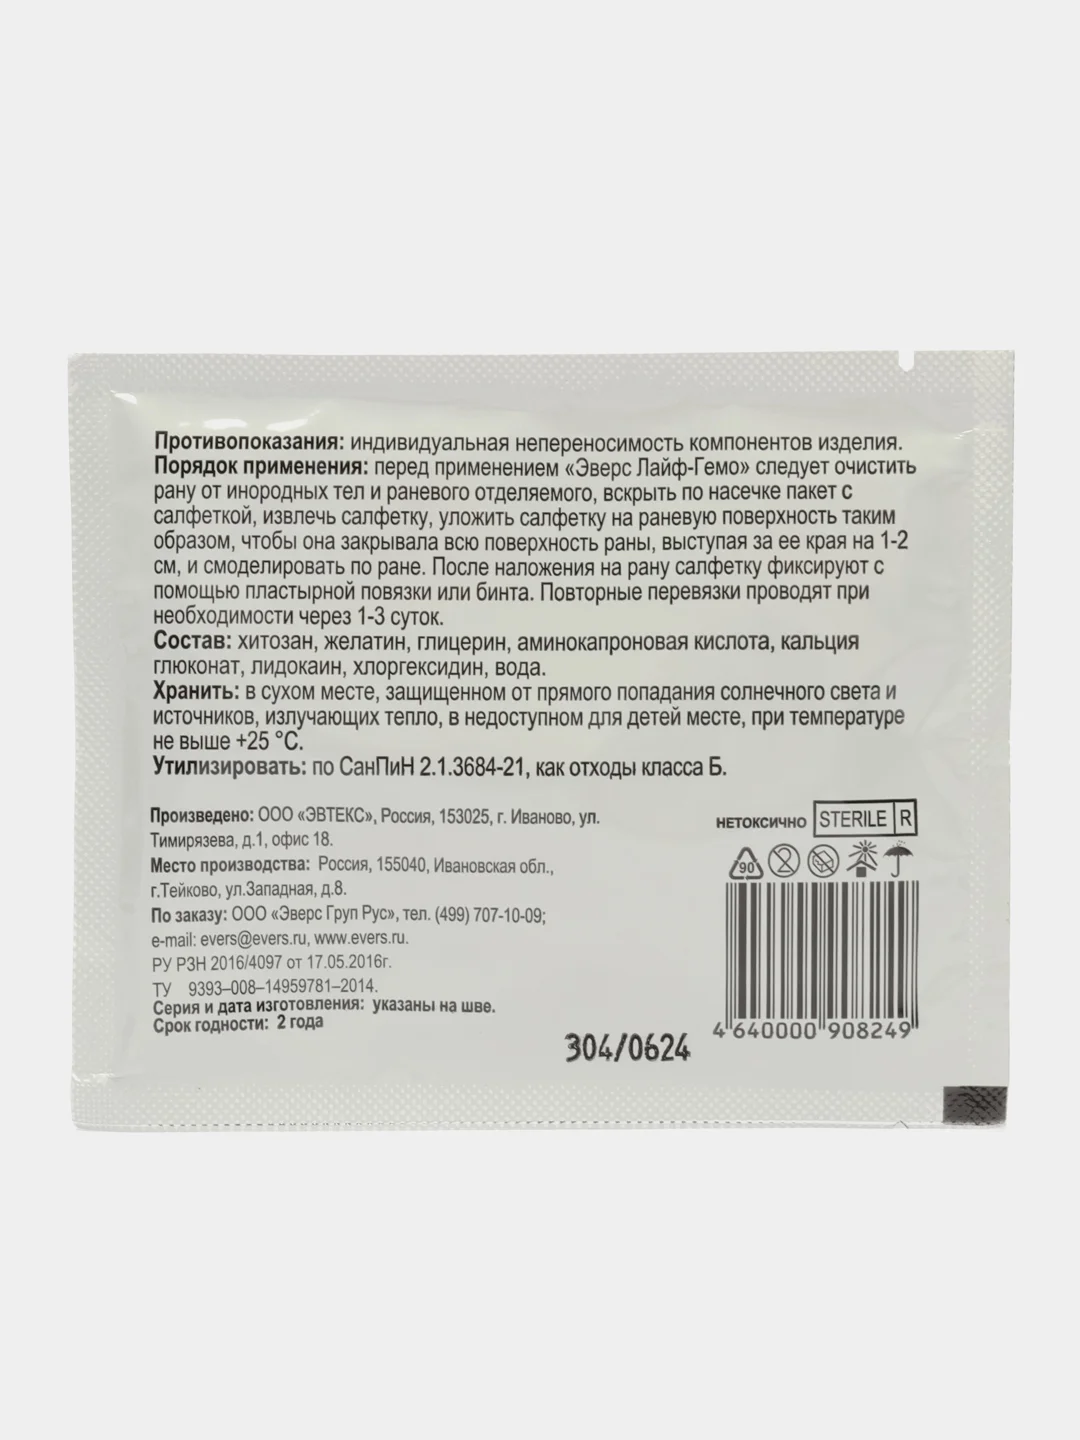 Противопоказания: индивидуальная непереносимость компонентов изделия.
Порядок применения: перед применением «Эверс Лайф-Гемо» следует очистить
рану от инородных тел и раневого отделяемого, вскрыть по насечке пакет с
салфеткой, извлечь салфетку, уложить салфетку на раневую поверхность таким
образом, чтобы она закрывала всю поверхность раны, выступая за ее края на 1-2
см, и смоделировать по ране. После наложения на рану салфетку фиксируют с
помощью пластырной повязки или бинта. Повторные перевязки проводят при
необходимости через 1-3 суток.
Состав: хитозан, желатин, глицерин, аминокапроновая кислота, кальция
глюконат, лидокаин, хлоргексидин, вода.
Хранить: в сухом месте, защищенном от прямого попадания солнечного света и
источников, излучающих тепло, в недоступном для детей месте, при температуре
не выше +25 °С.
Утилизировать: по СанПиН 2.1.3684-21, как отходы класса Б.
Произведено: ООО «ЭВТЕКС», Россия, 153025, г. Иваново, ул.
Тимирязева, д.1, офис 18.
Место производства: Россия, 155040, Ивановская обл.,
г.Тейково, ул.Западная, д.8.
По заказу: ООО «Эверс Груп Рус», тел. (499) 707-10-09;
e-mail: evers@evers.ru, www.evers.ru.
РУ РЗН 2016/4097 от 17.05.2016г.
ТУ 9393–008–14959781–2014.
Серия и дата изготовления: указаны на шве.
Срок годности: 2 года
НЕТОКСИЧНО STERILE R
90 2
4 640000 908249
304/0624